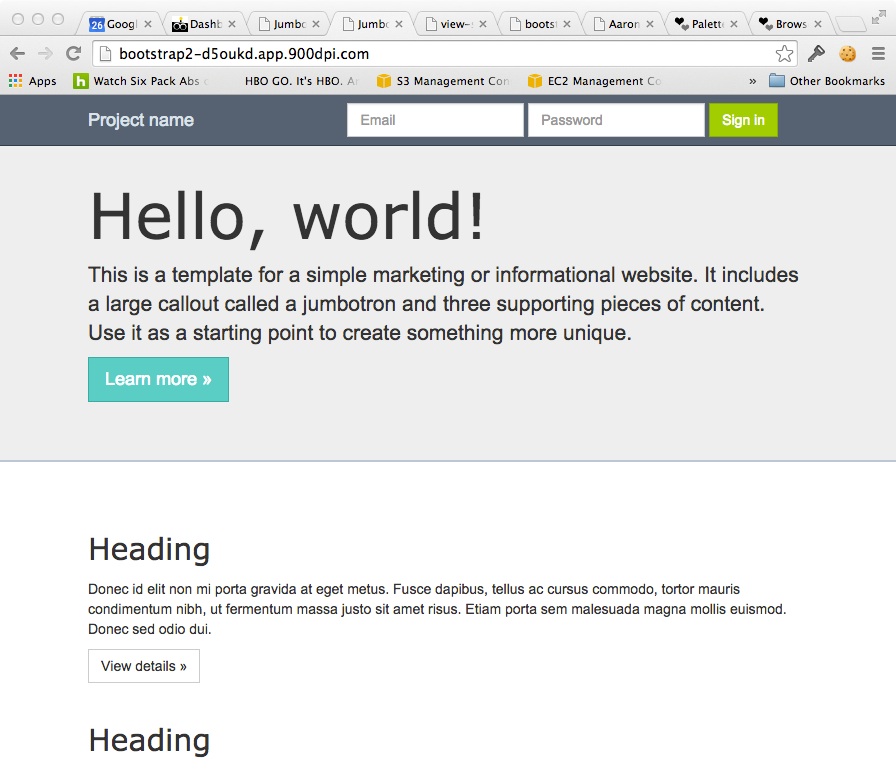 26 Googl
Dashb
Jumbo
Jumbo
view-s
boots
Aaron
Palett
Brows
bootstrap2-d5oukd.app.900dpi.com
Apps
h Watch Six Pack Abs
HBO GO. It's HBO.
S3 Management Con
EC2 Management Co
»
Other Bookmarks
Project name
Email
Password
Sign in
Hello, world!
This is a template for a simple marketing or informational website. It includes
a large callout called a jumbotron and three supporting pieces of content.
Use it as a starting point to create something more unique.
Learn more »
Heading
Donec id elit non mi porta gravida at eget metus. Fusce dapibus, tellus ac cursus commodo, tortor mauris
condimentum nibh, ut fermentum massa justo sit amet risus. Etiam porta sem malesuada magna mollis euismod.
Donec sed odio dui.
View details »
Heading